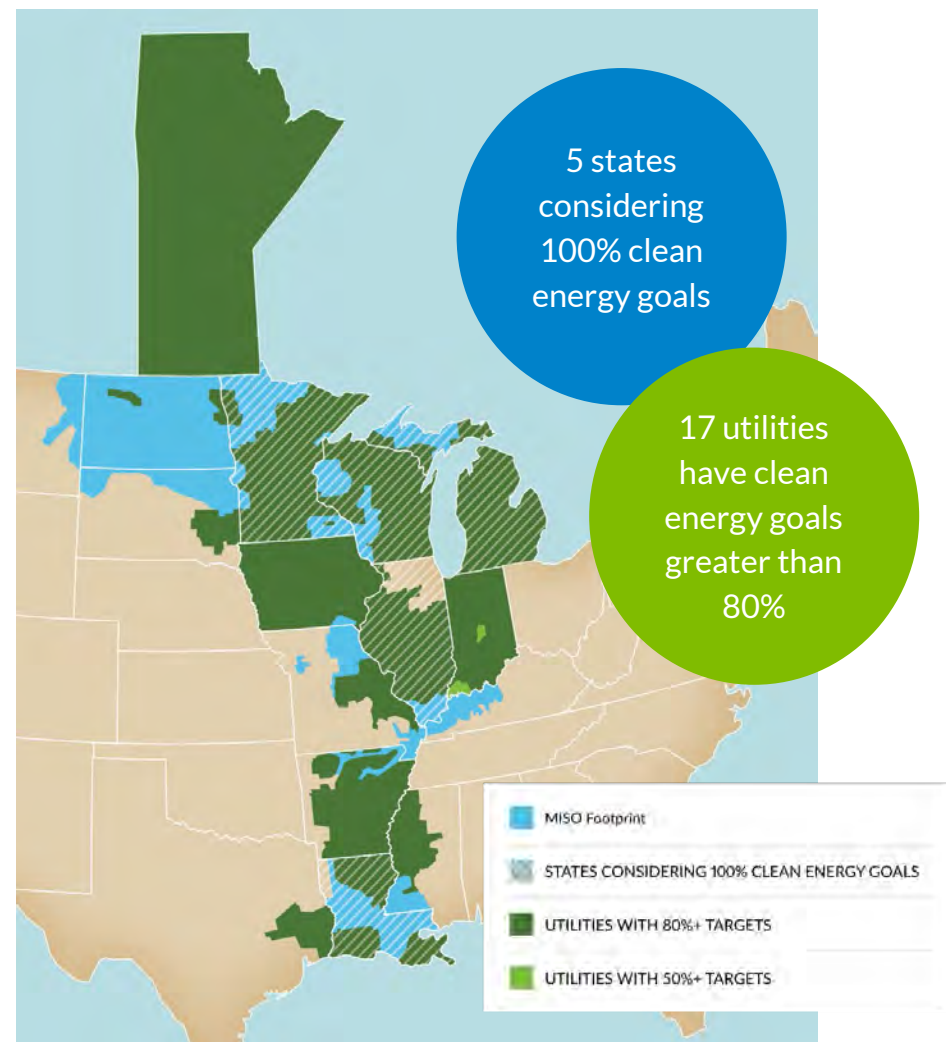 5 states
considering
100% clean
energy goals
17 utilities
have clean
energy goals
greater than
80%
MISO Footprint
STATES CONSIDERING 100% CLEAN ENERGY GOALS
UTILITIES WITH 80%+ TARGETS
UTILITIES WITH 50%+ TARGETS